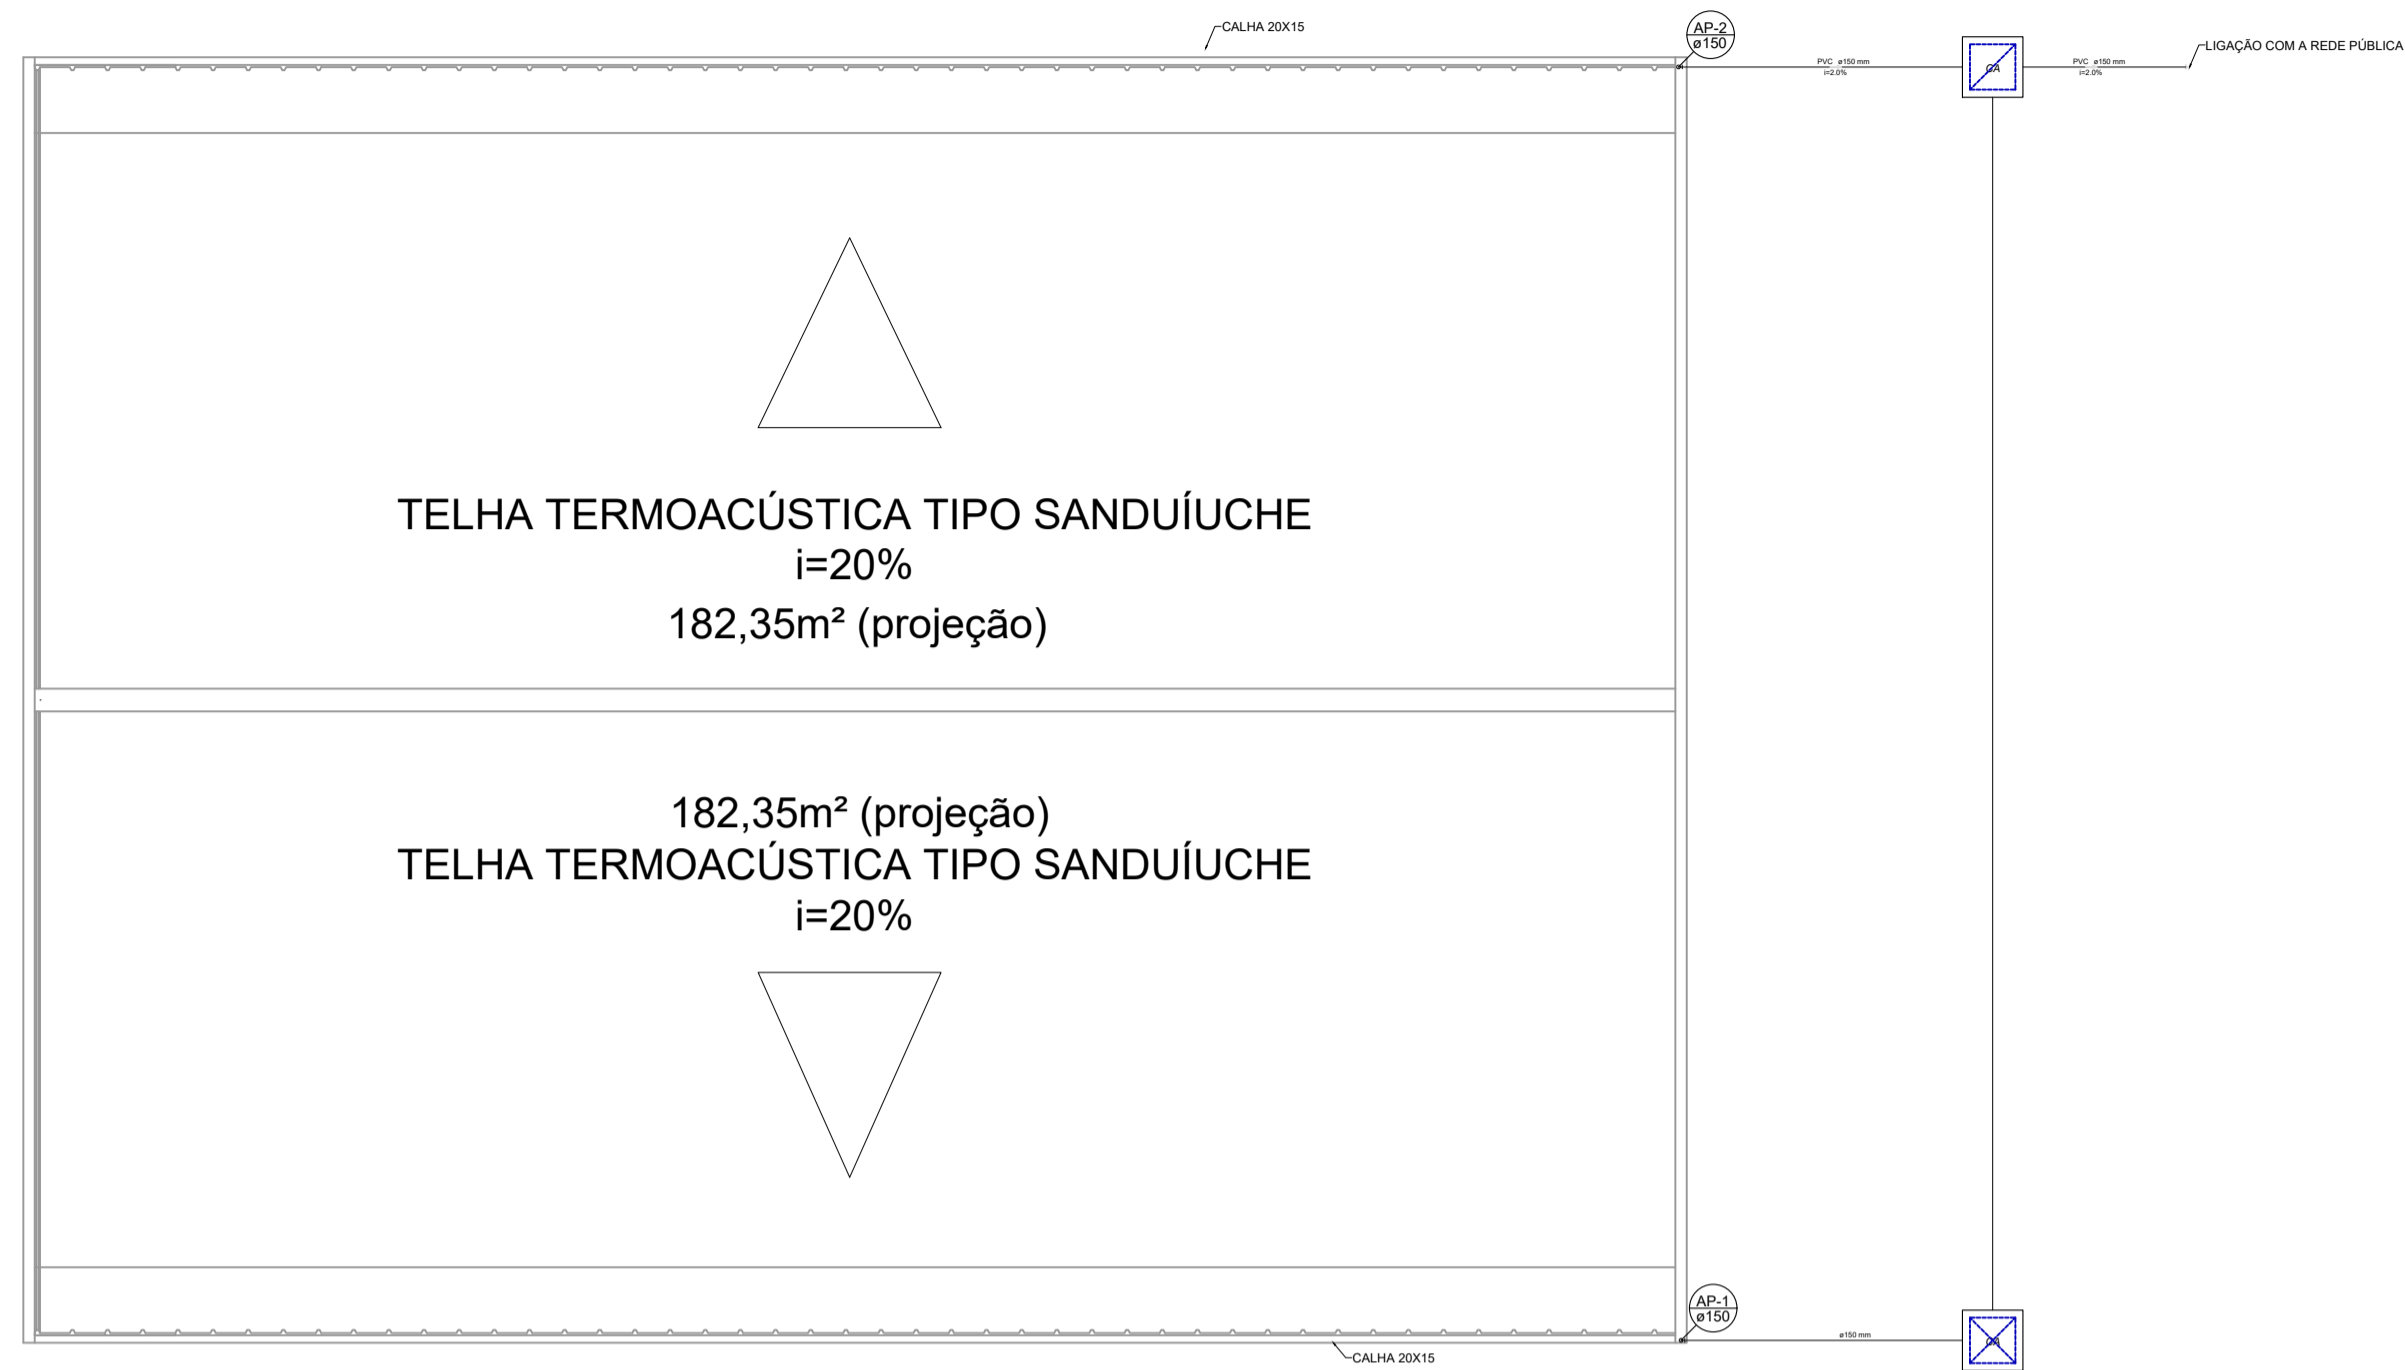 CALHA 20X15
AP-2
ø150
LIGAÇÃO COM A REDE PÚBLICA
PVC ø150 mm
i=2.0%
CA
PVC ø150 mm
i=2.0%
TELHA TERMOACÚSTICA TIPO SANDUÍUCHE
i=20%
182,35m² (projeção)
182,35m² (projeção)
TELHA TERMOACÚSTICA TIPO SANDUÍUCHE
i=20%
AP-1
ø150
ø150 mm
CA
CALHA 20X15